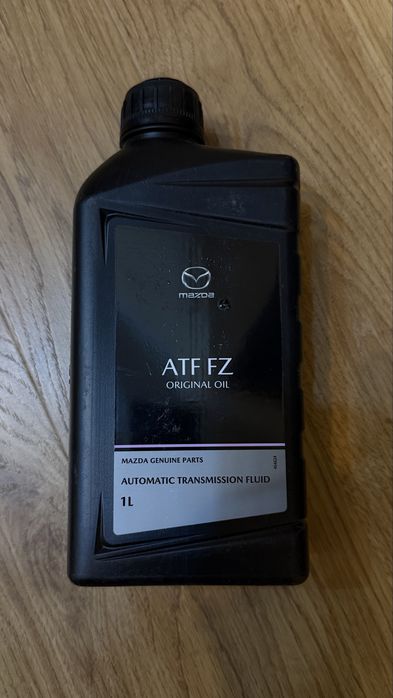 mazda
ATF FZ
ORIGINAL OIL
MAZDA GENUINE PARTS
AUTOMATIC TRANSMISSION FLUID
1L